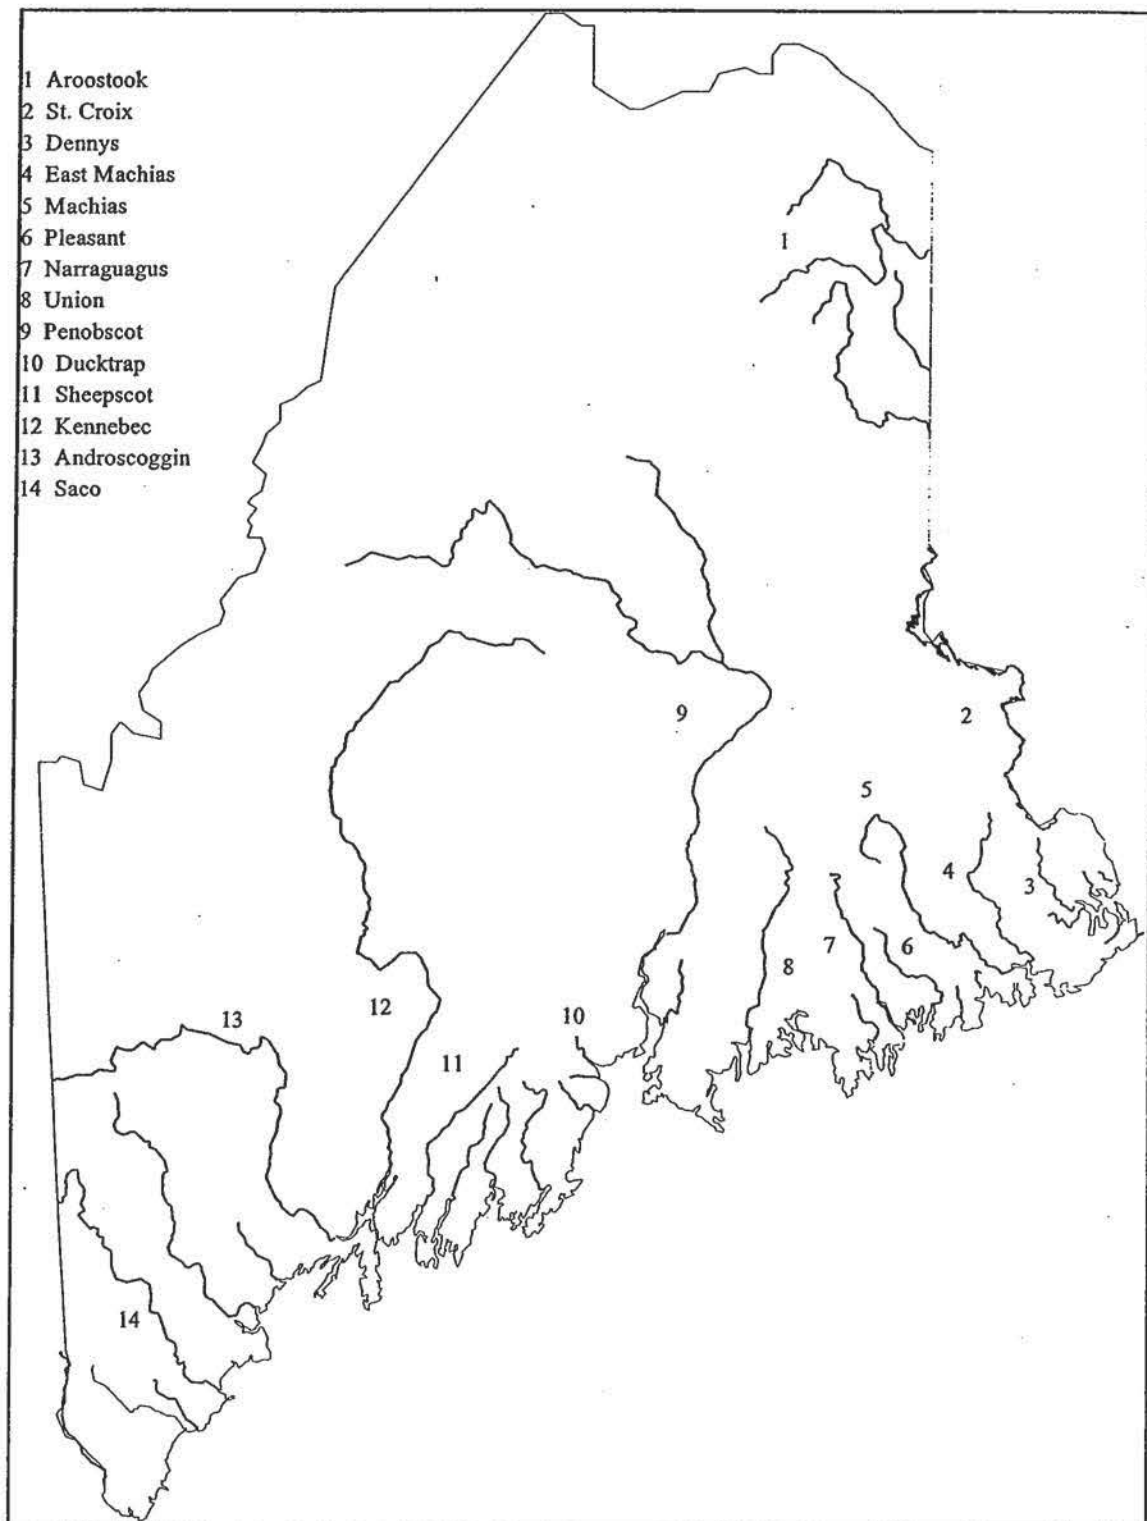 1 Aroostook
2 St. Croix
3 Dennys
4 East Machias
5 Machias
6 Pleasant
7 Narraguagus
8 Union
9 Penobscot
10 Ducktrap
11 Sheepscot
12 Kennebec
13 Androscoggin
14 Saco
1
9
2
5
4
3
7
6
8
12
10
13
11
14